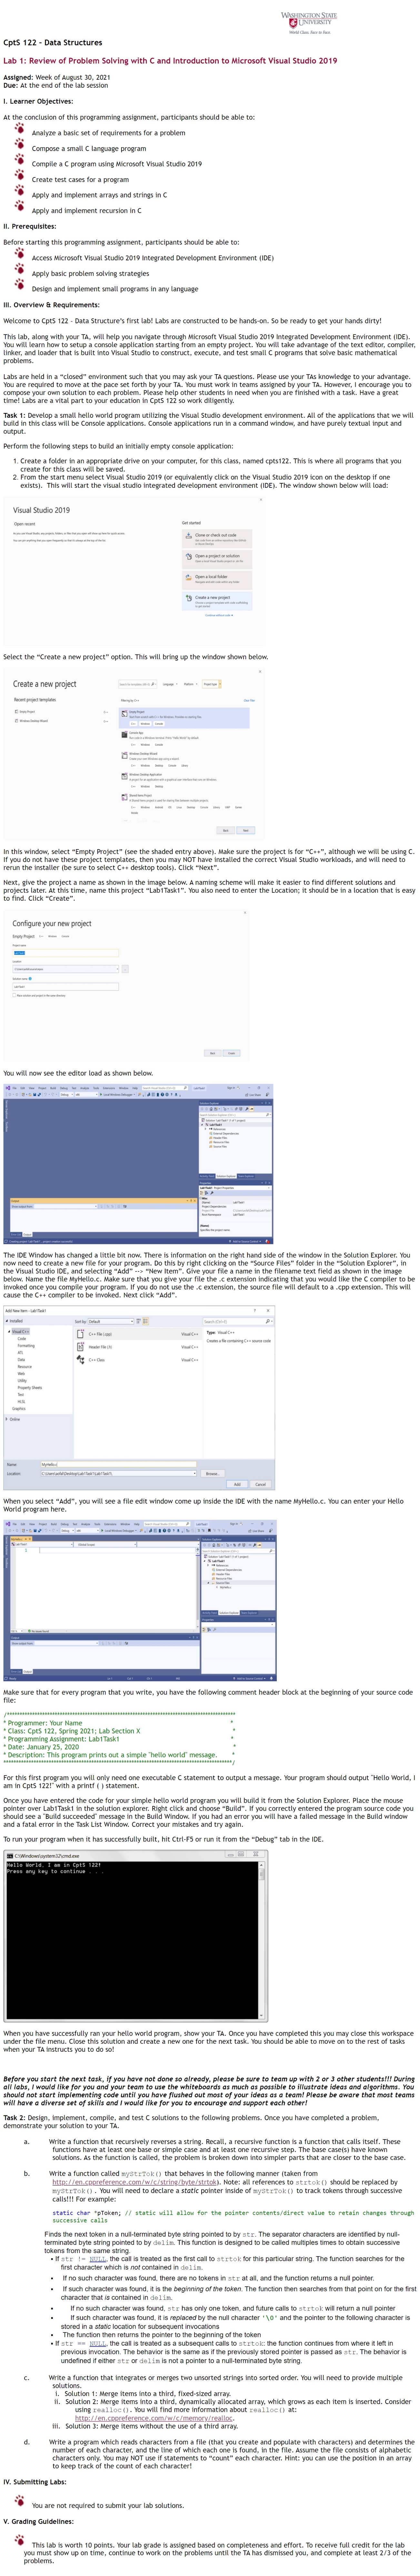 WASHINGTON STATE
UNIVERSITY
World Class. Face to Face.
CptS 122 - Data Structures
Lab 1: Review of Problem Solving with C and Introduction to Microsoft Visual Studio 2019
Assigned: Week of August 30, 2021
Due: At the end of the lab session
I. Learner Objectives:
At the conclusion of this programming assignment, participants should be able to:
Analyze a basic set of requirements for a problem
Compose a small C language program
Compile a C program using Microsoft Visual Studio 2019
Create test cases for a program
Apply and implement arrays and strings in C
Apply and implement recursion in C
II. Prerequisites:
Before starting this programming assignment, participants should be able to:
Access Microsoft Visual Studio 2019 Integrated Development Environment (IDE)
Apply basic problem solving strategies
Design and implement small programs in any language
III. Overview & Requirements:
Welcome to CptS 122 – Data Structure's first lab! Labs are constructed to be hands-on. So be ready to get your hands dirty!
This lab, along with your TA, will help you navigate through Microsoft Visual Studio 2019 Integrated Development Environment (IDE).
You will learn how to setup a console application starting from an empty project. You will take advantage of the text editor, compiler,
linker, and loader that is built into Visual Studio to construct, execute, and test small C programs that solve basic mathematical
problems.
Labs are held in a "closed" environment such that you may ask your TA questions. Please use your TAs knowledge to your advantage.
You are required to move at the pace set forth by your TA. You must work in teams assigned by your TA. However, I encourage you to
compose your own solution to each problem. Please help other students in need when you are finished with a task. Have a great
time! Labs are a vital part to your education in CptS 122 so work diligently.
Task 1: Develop a small hello world program utilizing the Visual Studio development environment. All of the applications that we will
build in this class will be Console applications. Console applications run in a command window, and have purely textual input and
output.
Perform the following steps to build an initially empty console application:
1. Create a folder in an appropriate drive on your computer, for this class, named cpts122. This is where all programs that you
create for this class will be saved.
2. From the start menu select Visual Studio 2019 (or equivalently click on the Visual Studio 2019 icon on the desktop if one
exists). This will start the visual studio integrated development environment (IDE). The window shown below will load:
Visual Studio 2019
Open recent
Get started
Clone or check out code
Open a project or solution
Open a local folder
Create a new project
Select the "Create a new project" option. This will bring up the window shown.
Create a new project
Recent project templates
Empty Project
Windows Desktop Wizard
Empty Project
Console App
Windows Desktop Wizard
Windows Desktop Application
Shared Items Project
Back
Next
In this window, select "Empty Project" (see the shaded entry above). Make sure the project is for "C++", although we will be using C.
If you do not have these project templates, then you may NOT have installed the correct Visual Studio workloads, and will need to
rerun the installer (be sure to select C++ desktop tools). Click "Next".
Next, give the project a name as shown in the image below. A naming scheme will make it easier to find different solutions and
projects later. At this time, name this project "Lab1Task1". You also need to enter the Location; it should be in a location that is easy
to find. Click "Create".
Configure your new project
Empty Project
Project name
Lab1Task1
Location
Solution name
Lab1Task1
Back
Create
You will now see the editor load as shown below.
The IDE Window has changed a little bit now. There is information on the right hand side of the window in the Solution Explorer. You
now need to create a new file for your program. Do this by right clicking on the "Source Files" folder in the "Solution Explorer", in
the Visual Studio IDE, and selecting "Add" --> "New Item". Give your file a name in the filename text field as shown in the image
below. Name the file MyHello.c. Make sure that you give your file the .c extension indicating that you would like the C compiler to be
invoked once you compile your program. If you do not use the .c extension, the source file will default to a .cpp extension. This will
cause the C++ compiler to be invoked. Next click "Add".
Add New Item - Lab1Task1
Installed
Sort by: Default
Search (Ctrl+E)
Visual C++
Code
Formatting
ATL
Data
Resource
Web
Utility
Property Sheets
Test
HLSL
Graphics
Online
C++ File (.cpp) Visual C++
Header File (.h) Visual C++
C++ Class Visual C++
Type: Visual C++
Creates a file containing C++ source code
Name: MyHello.c
Location:
Browse...
Add
Cancel
When you select "Add", you will see a file edit window come up inside the IDE with the name MyHello.c. You can enter your Hello
World program here.
Make sure that for every program that you write, you have the following comment header block at the beginning of your source code
file:
* Programmer: Your Name *
* Class: CptS 122, Spring 2021; Lab Section X *
* Programming Assignment: Lab1Task1 *
* Date: January 25, 2020 *
* Description: This program prints out a simple "hello world" message. *
For this first program you will only need one executable C statement to output a message. Your program should output "Hello World, I
am in CptS 122!" with a printf ( ) statement.
Once you have entered the code for your simple hello world program you will build it from the Solution Explorer. Place the mouse
pointer over Lab1Task1 in the solution explorer. Right click and choose "Build". If you correctly entered the program source code you
should see a "Build succeeded" message in the Build Window. If you had an error you will have a failed message in the Build window
and a fatal error in the Task List Window. Correct your mistakes and try again.
To run your program when it has successfully built, hit Ctrl-F5 or run it from the "Debug" tab in the IDE.
C:\Windows\system32\cmd.exe
Hello World, I am in CptS 122!
Press any key to continue . . .
When you have successfully ran your hello world program, show your TA. Once you have completed this you may close this workspace
under the file menu. Close this solution and create a new one for the next task. You should be able to move on to the rest of tasks
when your TA instructs you to do so!
Before you start the next task, if you have not done so already, please be sure to team up with 2 or 3 other students!!! During
all labs, I would like for you and your team to use the whiteboards as much as possible to illustrate ideas and algorithms. You
should not start implementing code until you have flushed out most of your ideas as a team! Please be aware that most teams
will have a diverse set of skills and I would like for you to encourage and support each other!
Task 2: Design, implement, compile, and test C solutions to the following problems. Once you have completed a problem,
demonstrate your solution to your TA.
a. Write a function that recursively reverses a string. Recall, a recursive function is a function that calls itself. These
functions have at least one base or simple case and at least one recursive step. The base case(s) have known
solutions. As the function is called, the problem is broken down into simpler parts that are closer to the base case.
b. Write a function called myStrTok() that behaves in the following manner (taken from
http://en.cppreference.com/w/c/string/byte/strtok). Note: all references to strtok() should be replaced by
myStrTok(). You will need to declare a static pointer inside of myStrTok() to track tokens through successive
calls!!! For example:
static char *pToken; // static will allow for the pointer contents/direct value to retain changes through
successive calls
Finds the next token in a null-terminated byte string pointed to by str. The separator characters are identified by null-
terminated byte string pointed to by delim. This function is designed to be called multiples times to obtain successive
tokens from the same string.
• If str != NULL, the call is treated as the first call to strtok for this particular string. The function searches for the
first character which is not contained in delim.
• If no such character was found, there are no tokens in str at all, and the function returns a null pointer.
• If such character was found, it is the beginning of the token. The function then searches from that point on for the first
character that is contained in delim.
• If no such character was found, str has only one token, and future calls to strtok will return a null pointer
• If such character was found, it is replaced by the null character '\0' and the pointer to the following character is
stored in a static location for subsequent invocations
• The function then returns the pointer to the beginning of the token
• If str == NULL, the call is treated as a subsequent calls to strtok: the function continues from where it left in
previous invocation. The behavior is the same as if the previously stored pointer is passed as str. The behavior is
undefined if either str or delim is not a pointer to a null-terminated byte string.
c. Write a function that integrates or merges two unsorted strings into sorted order. You will need to provide multiple
solutions.
i. Solution 1: Merge items into a third, fixed-sized array.
ii. Solution 2: Merge items into a third, dynamically allocated array, which grows as each item is inserted. Consider
using realloc(). You will find more information about realloc() at:
http://en.cppreference.com/w/c/memory/realloc.
iii. Solution 3: Merge items without the use of a third array.
d. Write a program which reads characters from a file (that you create and populate with characters) and determines the
number of each character, and the line of which each one is found, in the file. Assume the file consists of alphabetic
characters only. You may NOT use if statements to "count" each character. Hint: you can use the position in an array
to keep track of the count of each character!
IV. Submitting Labs:
You are not required to submit your lab solutions.
V. Grading Guidelines:
This lab is worth 10 points. Your lab grade is assigned based on completeness and effort. To receive full credit for the lab
you must show up on time, continue to work on the problems until the TA has dismissed you, and complete at least 2/3 of the
problems.